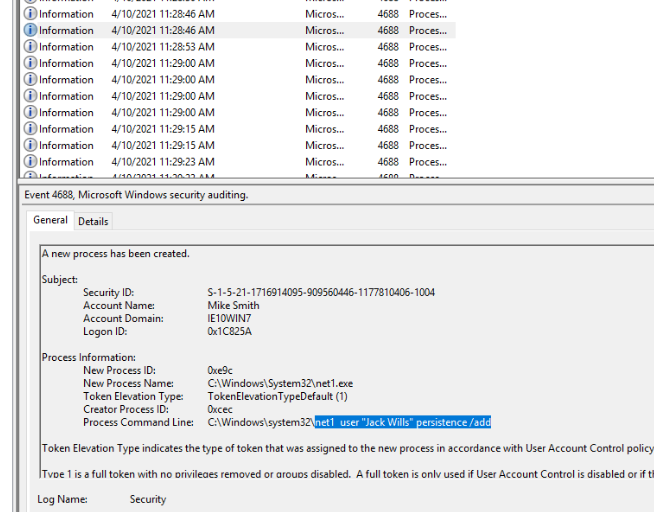 Information 4/10/2021 11:28:46 AM Micros... 4688 Proces...
Information 4/10/2021 11:28:46 AM Micros... 4688 Proces...
Information 4/10/2021 11:28:53 AM Micros... 4688 Proces...
Information 4/10/2021 11:29:00 AM Micros... 4688 Proces...
Information 4/10/2021 11:29:00 AM Micros... 4688 Proces...
Information 4/10/2021 11:29:00 AM Micros... 4688 Proces...
Information 4/10/2021 11:29:00 AM Micros... 4688 Proces...
Information 4/10/2021 11:29:15 AM Micros... 4688 Proces...
Information 4/10/2021 11:29:15 AM Micros... 4688 Proces...
Information 4/10/2021 11:29:23 AM Micros... 4688 Proces...
Event 4688, Microsoft Windows security auditing.
General Details
A new process has been created.
Subject:
Security ID: S-1-5-21-1716914095-909560446-1177810406-1004
Account Name: Mike Smith
Account Domain: IE10WIN7
Logon ID: 0x1C825A
Process Information:
New Process ID: 0xe9c
New Process Name: C:\Windows\System32\net1.exe
Token Elevation Type: TokenElevationTypeDefault (1)
Creator Process ID: 0xcec
Process Command Line: C:\Windows\system32\net1 user "Jack Wills" persistence /add
Token Elevation Type indicates the type of token that was assigned to the new process in accordance with User Account Control policy
Type 1 is a full token with no privileges removed or groups disabled. A full token is only used if User Account Control is disabled or if
Log Name: Security